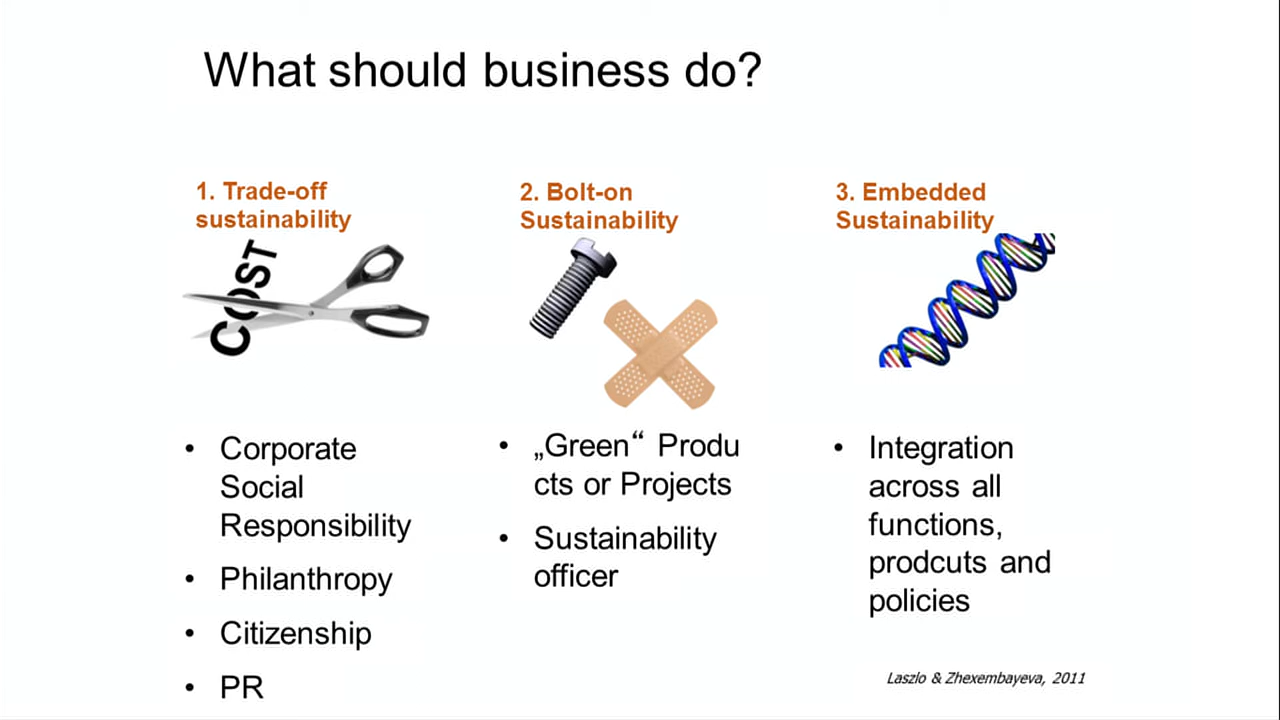 What should business do?
1. Trade-off
sustainability
COST
• Corporate
Social
Responsibility
• Philanthropy
• Citizenship
• PR
2. Bolt-on
Sustainability
• „Green“ Produ
cts or Projects
• Sustainability
officer
3. Embedded
Sustainability
• Integration
across all
functions,
prodcuts and
policies
Laszlo & Zhexembayeva, 2011